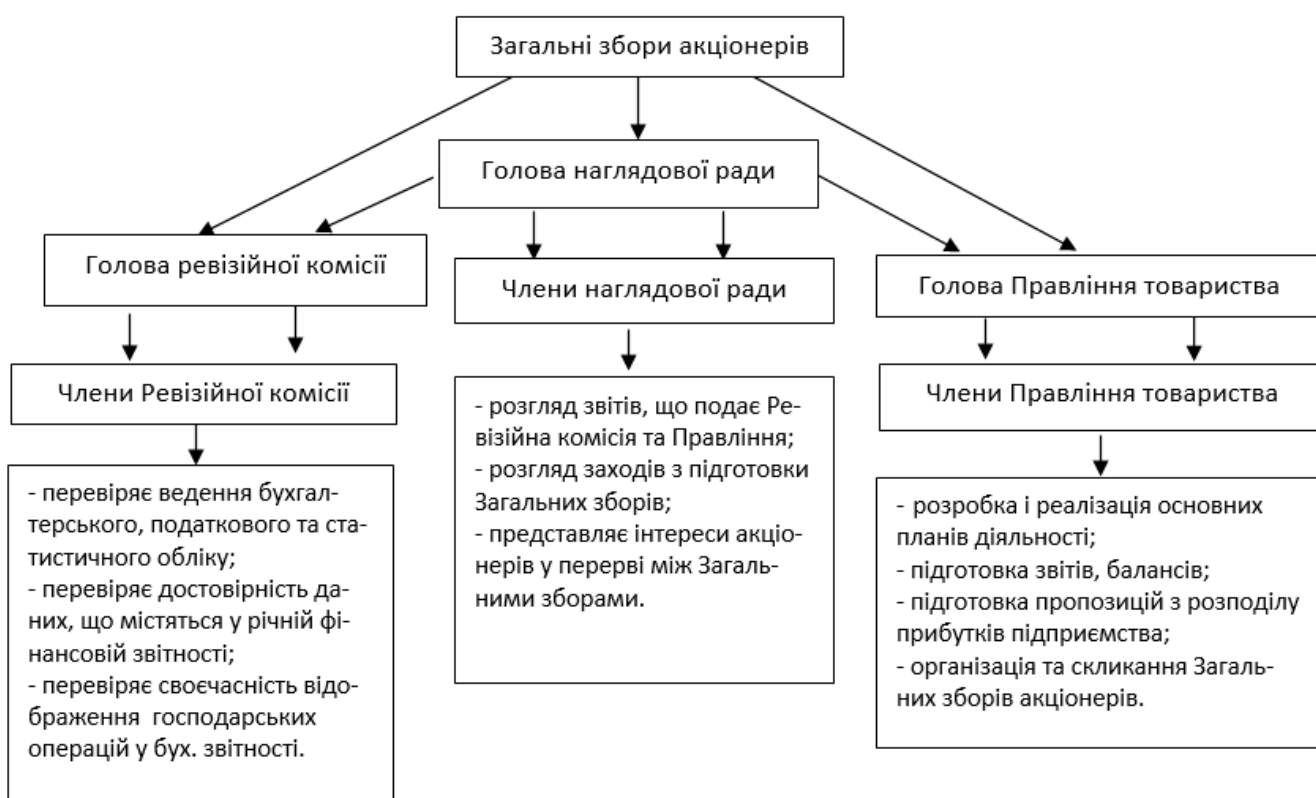 Загальні збори акціонерів
Голова наглядової ради
Голова ревізійної комісії
Члени наглядової ради
Голова Правління товариства
Члени Ревізійної комісії
Члени Правління товариства
- розгляд звітів, що подає Ре-
візійна комісія та Правління;
- розгляд заходів з підготовки
Загальних зборів;
- представляє інтереси акціо-
нерів у перерві між Загаль-
ними зборами.
- перевіряє ведення бухгал-
терського, податкового та ста-
тистичного обліку;
- перевіряє достовірність да-
них, що містяться у річній фі-
нансовій звітності;
- перевіряє своєчасність відо-
браження господарських
операцій у бух. звітності.
- розробка і реалізація основних
планів діяльності;
- підготовка звітів, балансів;
- підготовка пропозицій з розподілу
прибутків підприємства;
- організація та скликання Загаль-
них зборів акціонерів.